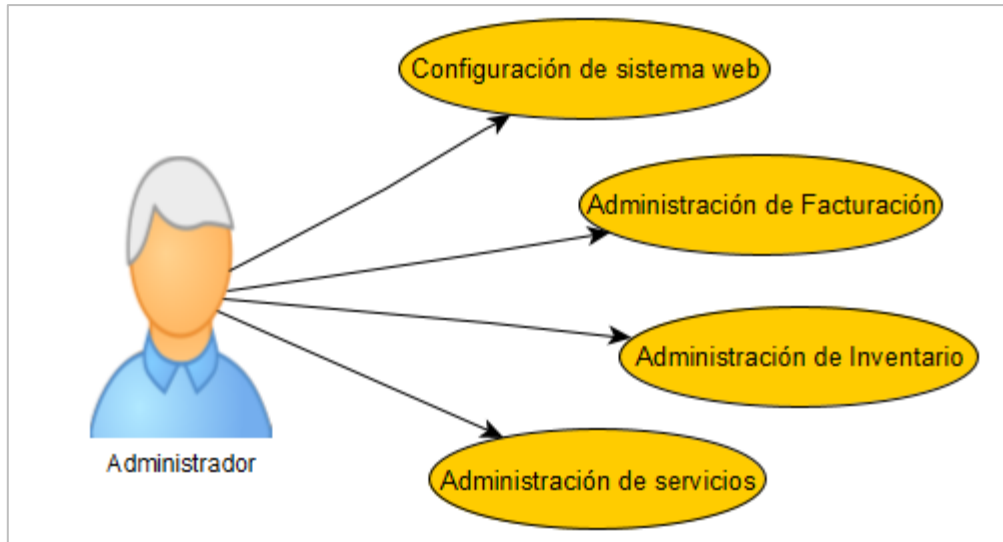 Configuración de sistema web
Administración de Facturación
Administración de Inventario
Administrador
Administración de servicios